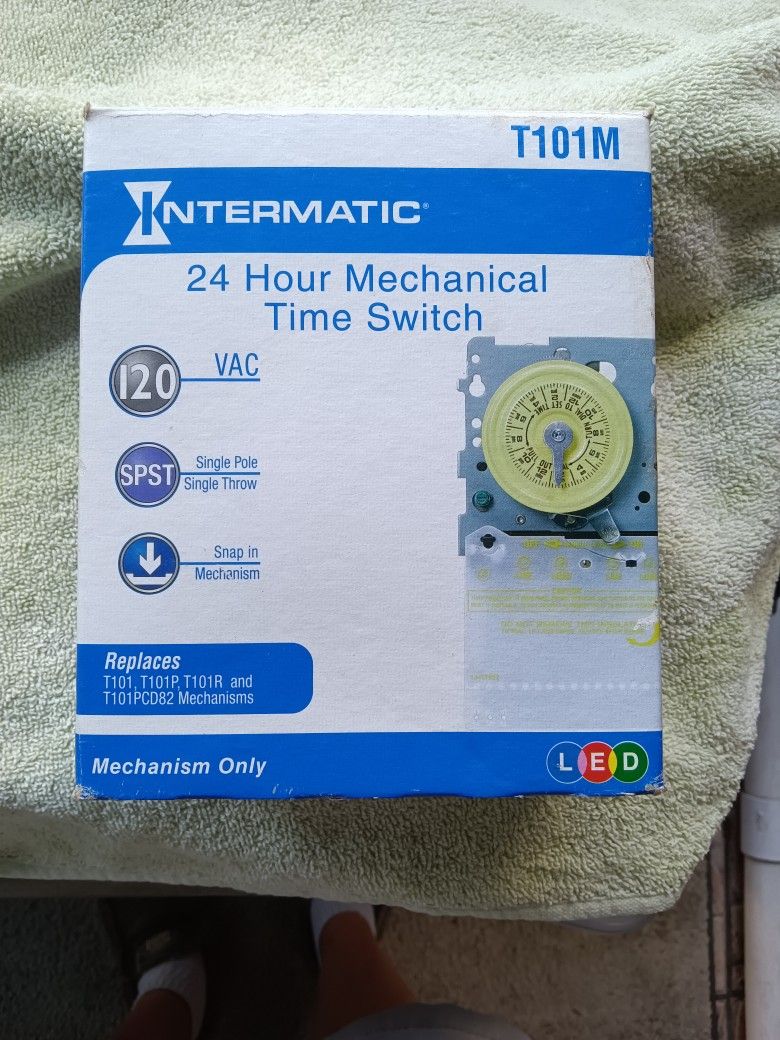 T101M
INTERMATIC®
24 Hour Mechanical
Time Switch
120
VAC
SPST
Single Pole
Single Throw
Snap in
Mechanism
Replaces
T101, T101P, T101R and
T101PCD82 Mechanisms
Mechanism Only
LED